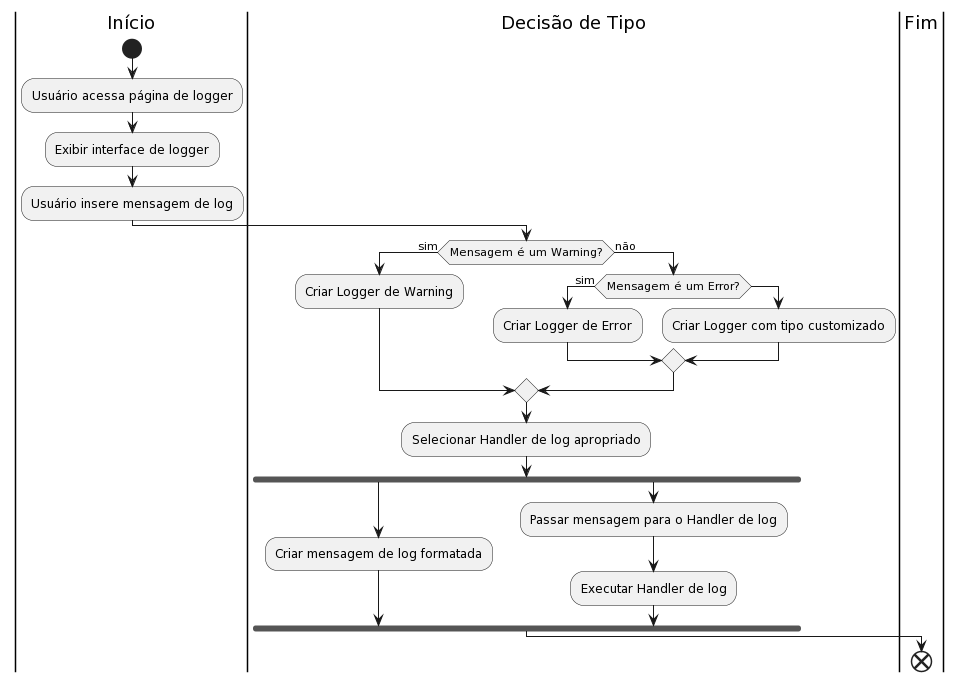 Início
Decisão de Tipo
Fim
Usuário acessa página de logger
Exibir interface de logger
Usuário insere mensagem de log
sim
Mensagem é um Warning?
não
Criar Logger de Warning
sim
Mensagem é um Error?
Criar Logger de Error
Criar Logger com tipo customizado
Selecionar Handler de log apropriado
Passar mensagem para o Handler de log
Criar mensagem de log formatada
Executar Handler de log